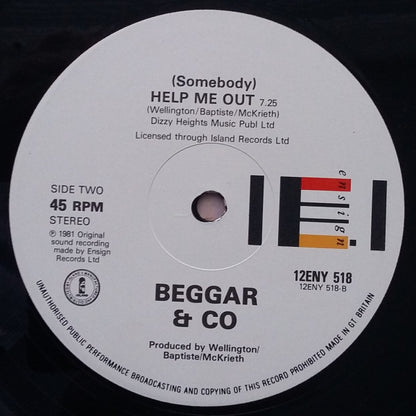 (Somebody)
HELP ME OUT 7.25
(Wellington/Baptiste/McKrieth)
Dizzy Heights Music Publ Ltd
Licensed through Island Records Ltd
SIDE TWO
45 RPM
STEREO
℗ 1981 Original
sound recording
made by Ensign
Records Ltd
ensign
12ENY 518
12ENY 518-B
BEGGAR
& CO
Produced by Wellington/
Baptiste/McKrieth
UNAUTHORISED PUBLIC PERFORMANCE BROADCASTING AND COPYING OF THIS RECORD PROHIBITED. MADE IN GT. BRITAIN